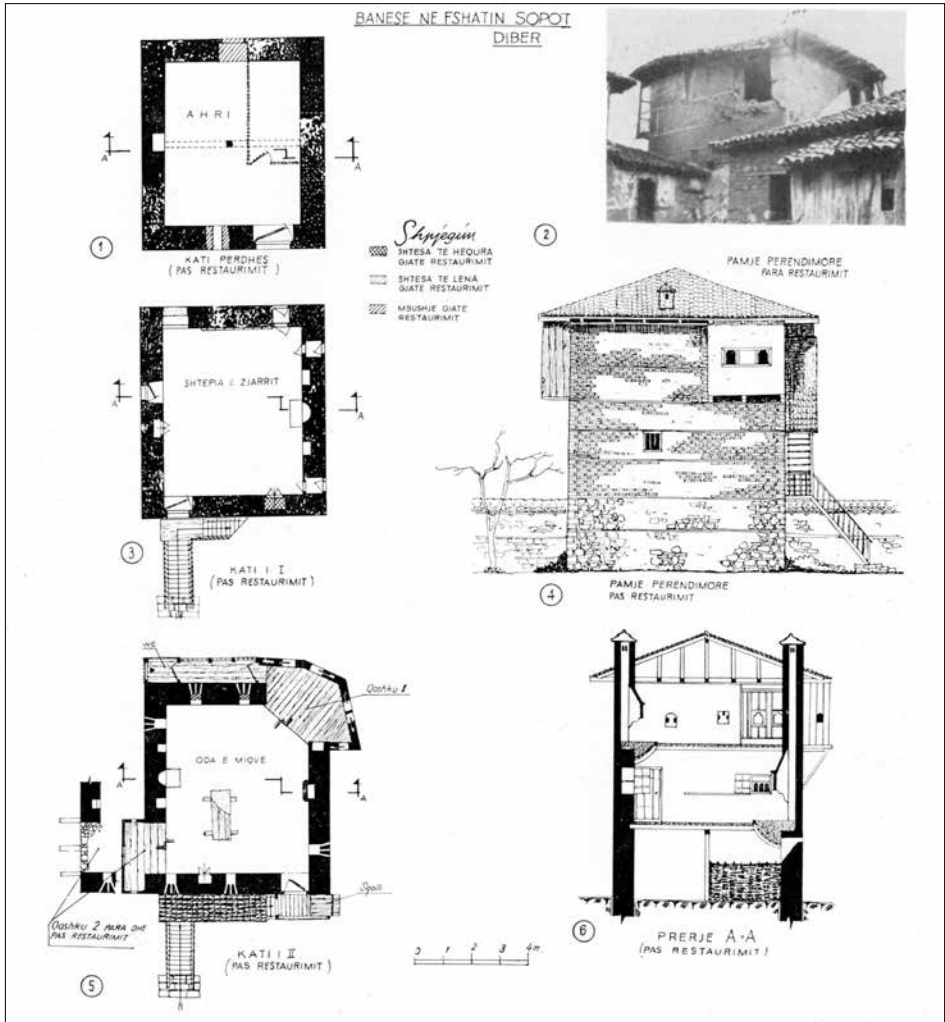 BANESE NE FSHATIN SOPOT
DIBER
AHRI
A
A
1
KATI PERDHES
(PAS RESTAURIMIT)
2
PAMJE PERENDIMORE
PARA RESTAURIMIT
Shpjegim
SHTESA TE HEQURA
GJATE RESTAURIMIT
SHTESA TE LENA
GJATE RESTAURIMIT
MBUSHJE GJATE
RESTAURIMIT
SHTEPIA E ZJARRIT
A
A
3
KATI I I
(PAS RESTAURIMIT)
4
PAMJE PERENDIMORE
PAS RESTAURIMIT
WC
Qoshku 1
ODA E MIQVE
A
A
Qoshku 2 PARA DHE
PAS RESTAURIMIT
5
KATI I II
(PAS RESTAURIMIT)
0 1 2 3 4m
6
PRERJE A-A
(PAS RESTAURIMIT)